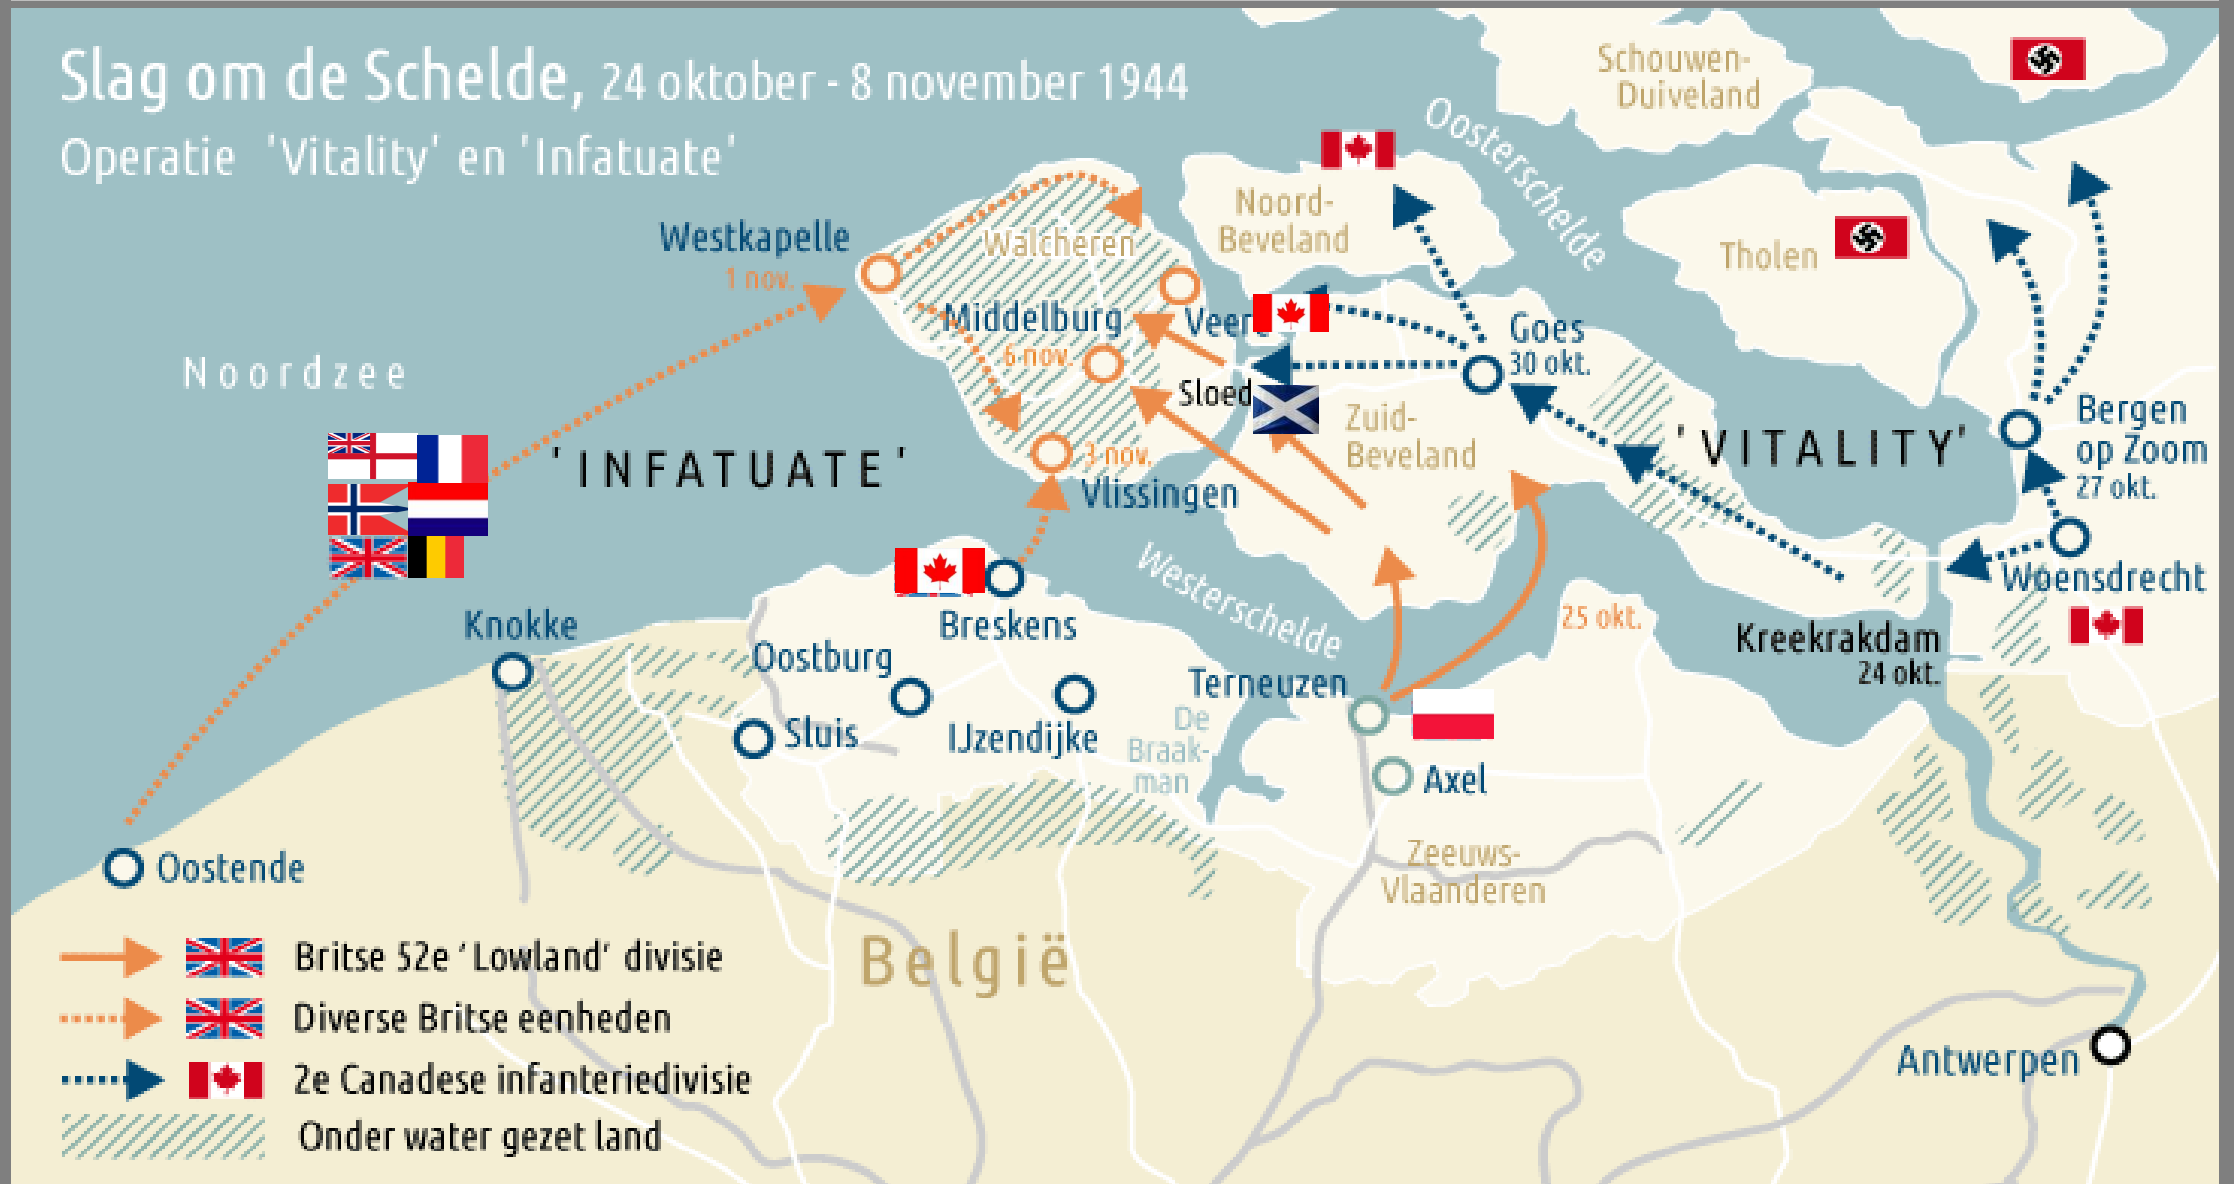 Slag om de Schelde, 24 oktober - 8 november 1944
Operatie 'Vitality' en 'Infatuate'
Schouwen-
Duiveland
Oosterschelde
Noord-
Beveland
Tholen
Westkapelle
1 nov.
Walcheren
Middelburg
6 nov.
Veere
Goes
30 okt.
Sloedam
Zuid-
Beveland
Noordzee
'INFATUATE'
'VITALITY'
Bergen
op Zoom
27 okt.
3 nov.
Vlissingen
Westerschelde
Woensdrecht
25 okt.
Kreekrakdam
24 okt.
Knokke
Breskens
Oostburg
Sluis
IJzendijke
Terneuzen
De
Braak-
man
Axel
Zeeuws-
Vlaanderen
Oostende
België
Antwerpen
Britse 52e 'Lowland' divisie
Diverse Britse eenheden
2e Canadese infanteriedivisie
Onder water gezet land